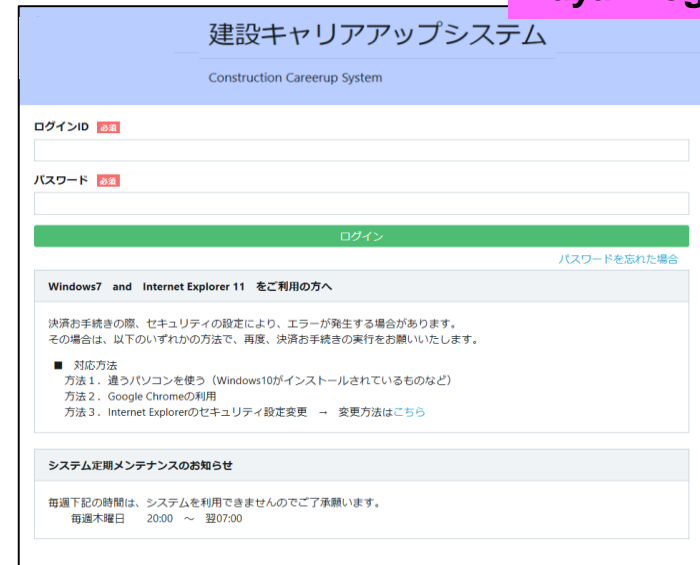 建設キャリアアップシステム
Construction Careerup System
ログインID 必須
パスワード 必須
ログイン
パスワードを忘れた場合
Windows7 and Internet Explorer 11 をご利用の方へ
決済お手続きの際、セキュリティの設定により、エラーが発生する場合があります。
その場合は、以下のいずれかの方法で、再度、決済お手続きの実行をお願いいたします。
■ 対応方法
方法１．違うパソコンを使う（Windows10がインストールされているものなど）
方法２．Google Chromeの利用
方法３．Internet Explorerのセキュリティ設定変更 → 変更方法はこちら
システム定期メンテナンスのお知らせ
毎週下記の時間は、システムを利用できませんのでご了承願います。
毎週木曜日 20:00 ～ 翌07:00